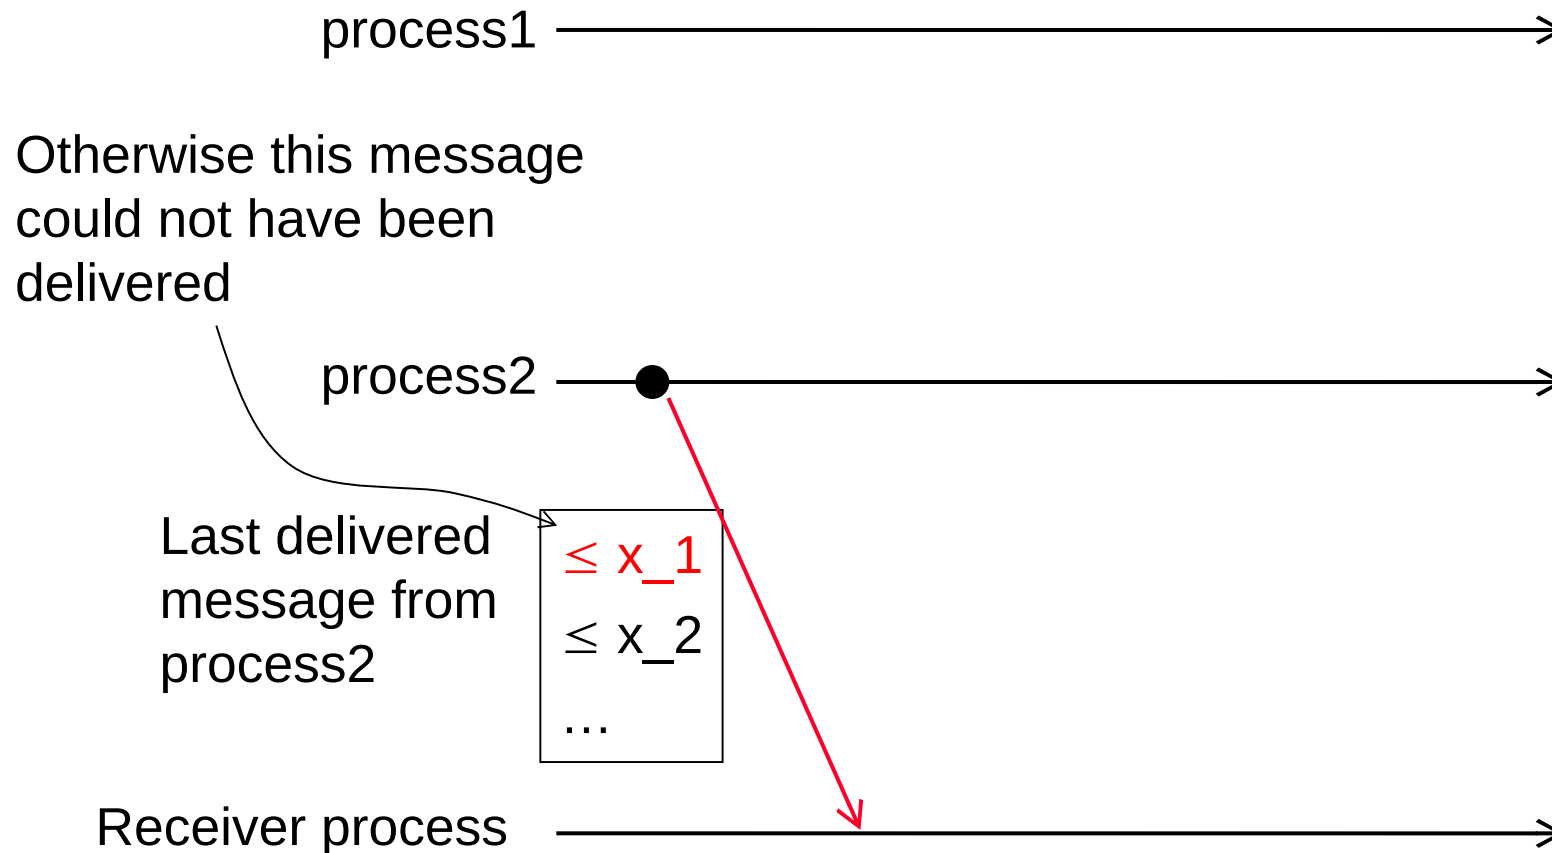 process1
Otherwise this message
could not have been
delivered
process2
Last delivered
message from
process2
≤ x_1
≤ x_2
…
Receiver process